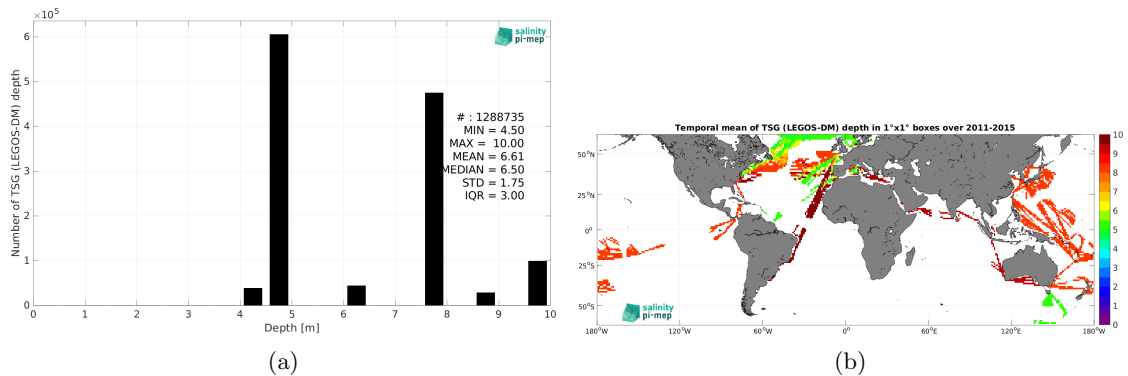 ×10⁵
salinity
pi-mep
6
5
4
3
2
1
0
Number of TSG (LEGOS-DM) depth
# : 1288735
MIN = 4.50
MAX = 10.00
MEAN = 6.61
MEDIAN = 6.50
STD = 1.75
IQR = 3.00
0 1 2 3 4 5 6 7 8 9 10
Depth [m]
(a)
Temporal mean of TSG (LEGOS-DM) depth in 1°x1° boxes over 2011-2015
50°N
25°N
0°
25°S
50°S
salinity
pi-mep
180°W 120°W 60°W 0° 60°E 120°E 180°W
10
9
8
7
6
5
4
3
2
1
0
(b)